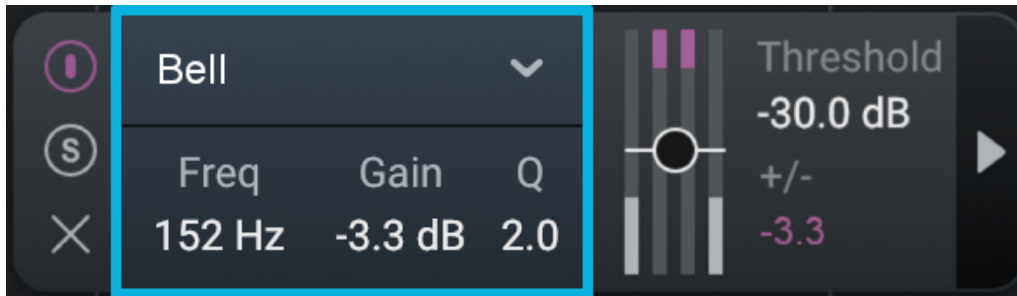 Bell
Freq Gain Q
152 Hz -3.3 dB 2.0
S
Threshold
-30.0 dB
+/-
-3.3